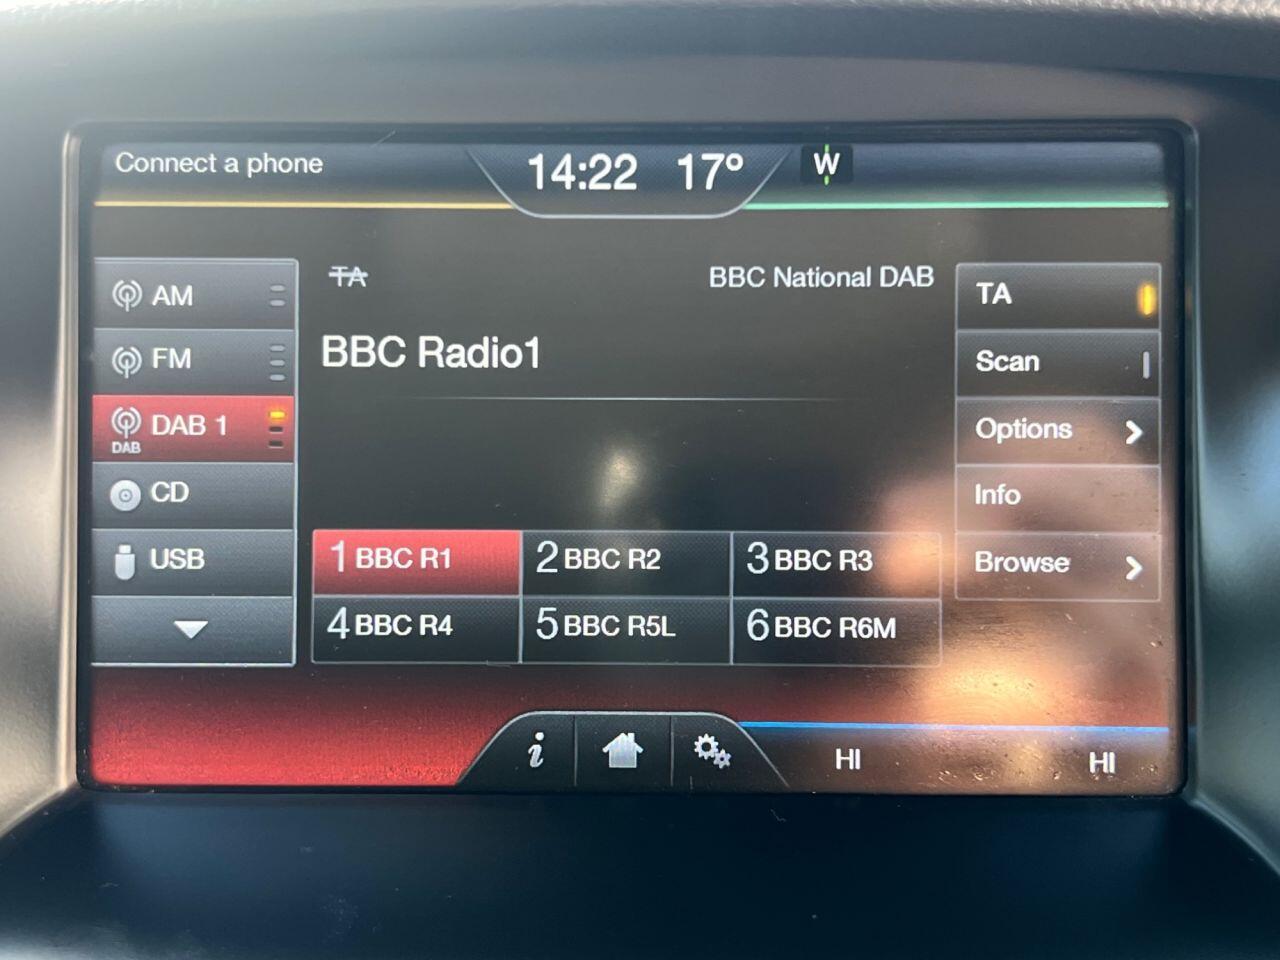 Connect a phone
14:22 17°
W
AM
FM
DAB 1
DAB
CD
USB
TA
BBC National DAB
BBC Radio1
1 BBC R1
2 BBC R2
3 BBC R3
4 BBC R4
5 BBC R5L
6 BBC R6M
TA
Scan
Options
Info
Browse
i
HI
HI